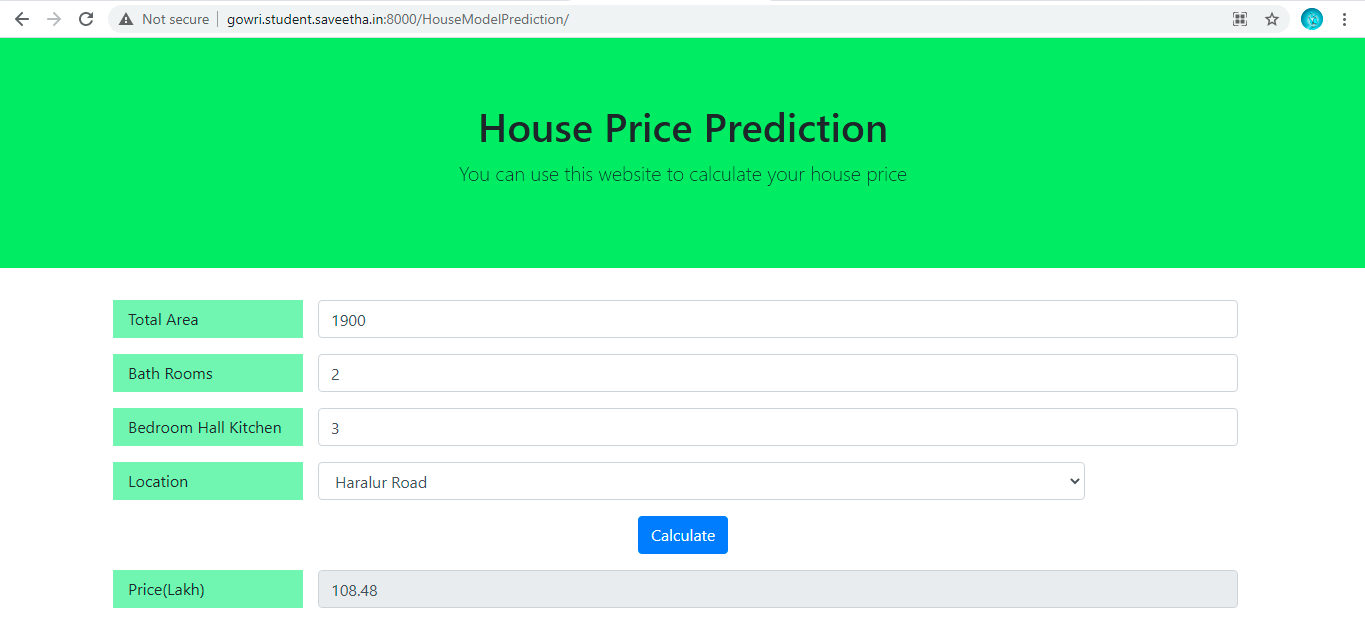 Not secure | gowri.student.saveetha.in:8000/HouseModelPrediction/
House Price Prediction
You can use this website to calculate your house price
Total Area 1900
Bath Rooms 2
Bedroom Hall Kitchen 3
Location Haralur Road
Calculate
Price(Lakh) 108.48